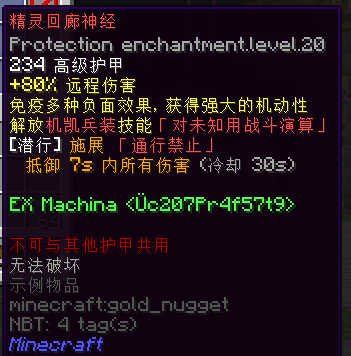 精灵回廊神经
Protection enchantment.level.20
234 高级护甲
+80% 远程伤害
免疫多种负面效果, 获得强大的机动性
解放机凯兵装技能「对未知用战斗演算」
[潜行] 施展 「通行禁止」
抵御 7s 内所有伤害 (冷却 30s)
EX Machina <Üc207Pr4f57t9>
不可与其他护甲共用
无法破坏
示例物品
minecraft:gold_nugget
NBT: 4 tag(s)
Minecraft